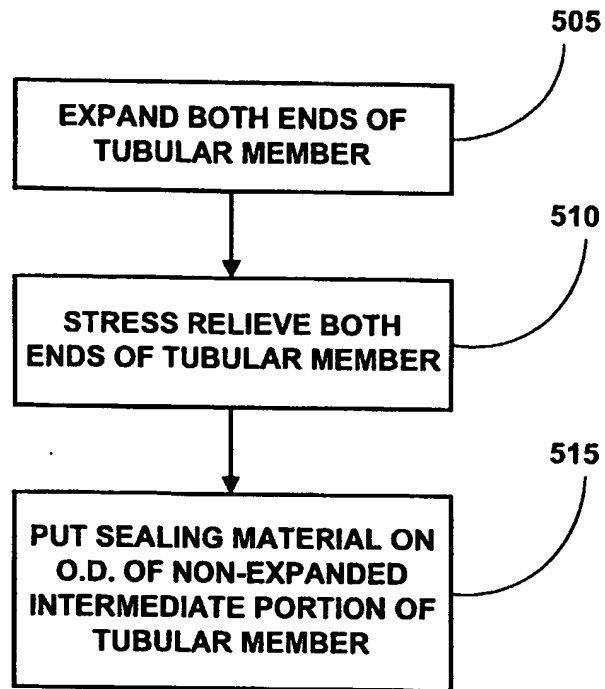 505
EXPAND BOTH ENDS OF
TUBULAR MEMBER
510
STRESS RELIEVE BOTH
ENDS OF TUBULAR MEMBER
515
PUT SEALING MATERIAL ON
O.D. OF NON-EXPANDED
INTERMEDIATE PORTION OF
TUBULAR MEMBER